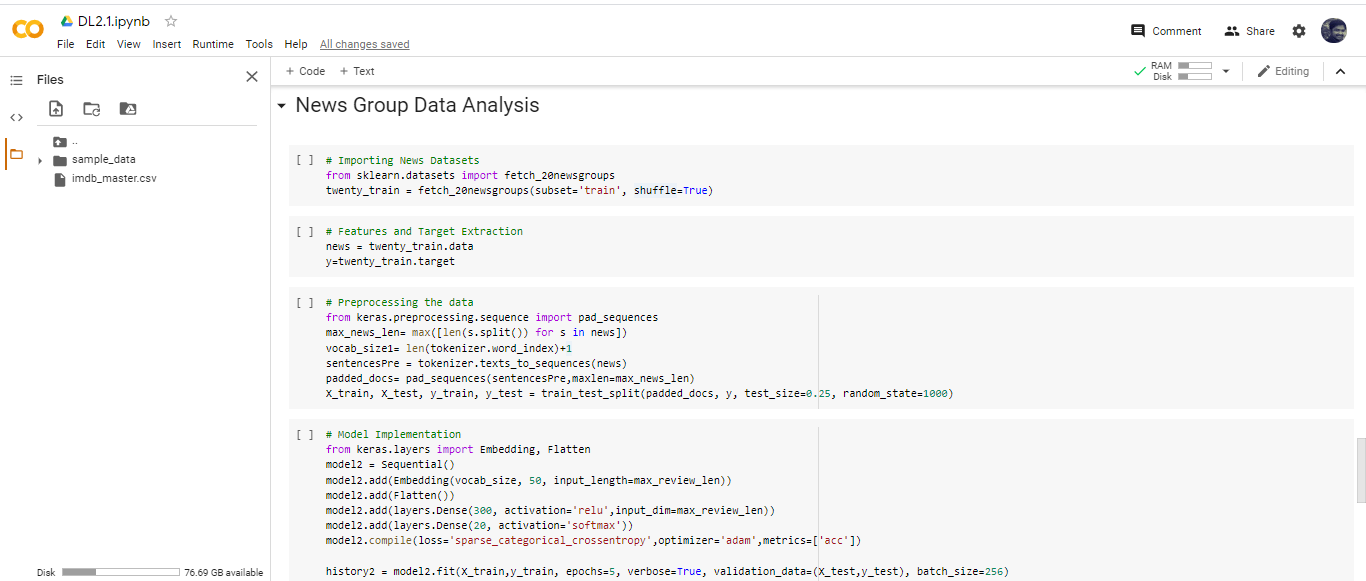 CO DL2.1.ipynb
File Edit View Insert Runtime Tools Help All changes saved
Comment Share
Files
+ Code + Text
RAM
Disk
Editing
..
sample_data
imdb_master.csv
Disk 76.69 GB available
News Group Data Analysis
[ ] # Importing News Datasets
from sklearn.datasets import fetch_20newsgroups
twenty_train = fetch_20newsgroups(subset='train', shuffle=True)
[ ] # Features and Target Extraction
news = twenty_train.data
y=twenty_train.target
[ ] # Preprocessing the data
from keras.preprocessing.sequence import pad_sequences
max_news_len= max([len(s.split()) for s in news])
vocab_size1= len(tokenizer.word_index)+1
sentencesPre = tokenizer.texts_to_sequences(news)
padded_docs= pad_sequences(sentencesPre,maxlen=max_news_len)
X_train, X_test, y_train, y_test = train_test_split(padded_docs, y, test_size=0.25, random_state=1000)
[ ] # Model Implementation
from keras.layers import Embedding, Flatten
model2 = Sequential()
model2.add(Embedding(vocab_size, 50, input_length=max_review_len))
model2.add(Flatten())
model2.add(layers.Dense(300, activation='relu',input_dim=max_review_len))
model2.add(layers.Dense(20, activation='softmax'))
model2.compile(loss='sparse_categorical_crossentropy',optimizer='adam',metrics=['acc'])
history2 = model2.fit(X_train,y_train, epochs=5, verbose=True, validation_data=(X_test,y_test), batch_size=256)